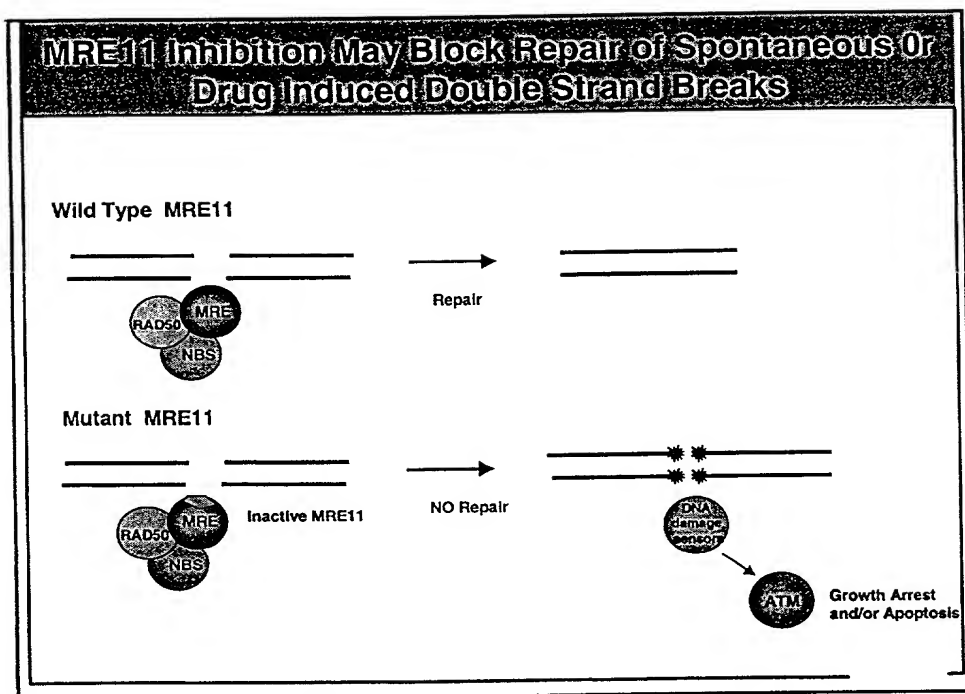 MRE11 Inhibition May Block Repair of Spontaneous 0r
Drug Induced Double Strand Breaks
Wild Type MRE11
Repair
RAD50
MRE
NBS
Mutant MRE11
NO Repair
Inactive MRE11
RAD50
MRE
NBS
DNA
damage
sensors
ATM
Growth Arrest
and/or Apoptosis